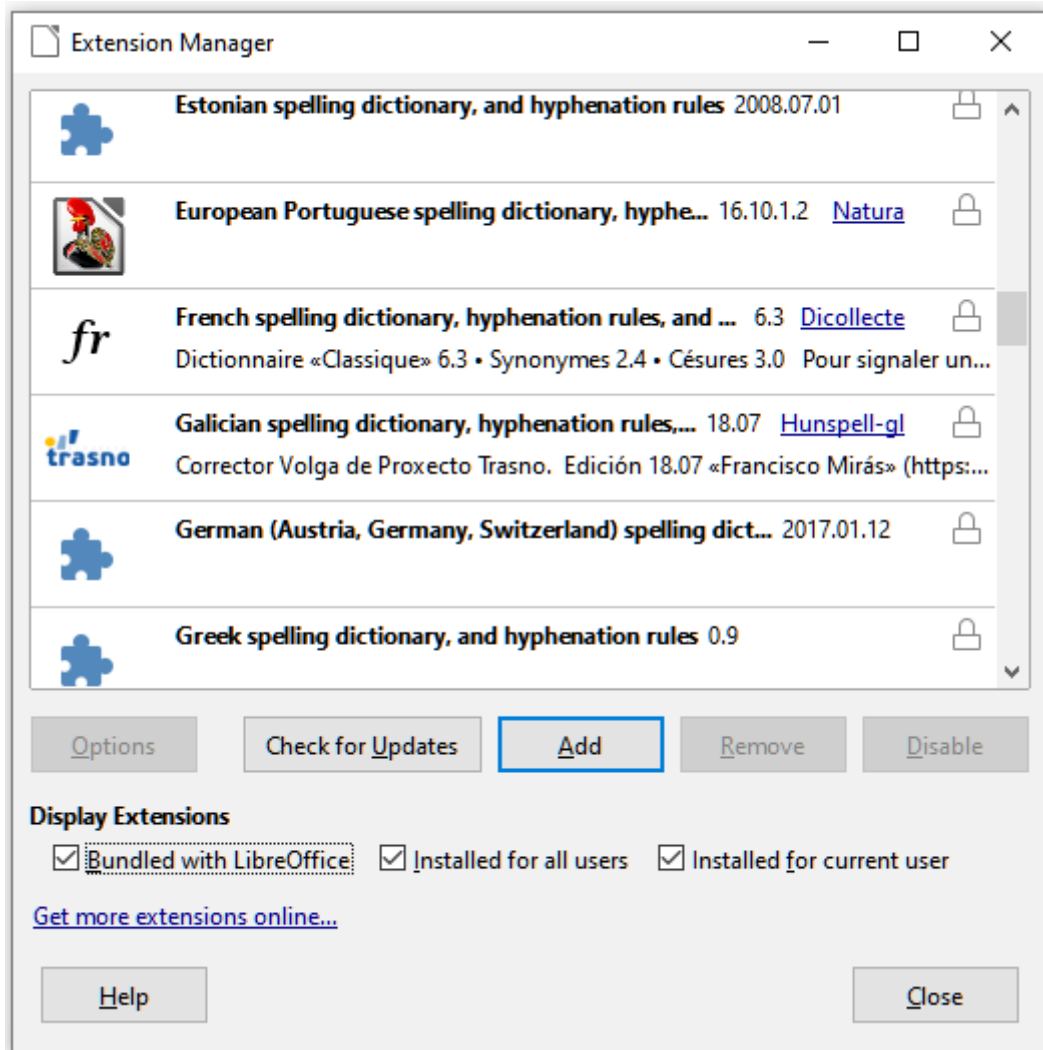 Extension Manager
Estonian spelling dictionary, and hyphenation rules 2008.07.01
European Portuguese spelling dictionary, hyphe... 16.10.1.2 Natura
fr
French spelling dictionary, hyphenation rules, and ... 6.3 Dicollecte
Dictionnaire «Classique» 6.3 • Synonymes 2.4 • Césures 3.0 Pour signaler un...
trasno
Galician spelling dictionary, hyphenation rules,... 18.07 Hunspell-gl
Corrector Volga de Proxecto Trasno. Edición 18.07 «Francisco Mirás» (https:...
German (Austria, Germany, Switzerland) spelling dict... 2017.01.12
Greek spelling dictionary, and hyphenation rules 0.9
Options Check for Updates Add Remove Disable
Display Extensions
Bundled with LibreOffice Installed for all users Installed for current user
Get more extensions online...
Help Close